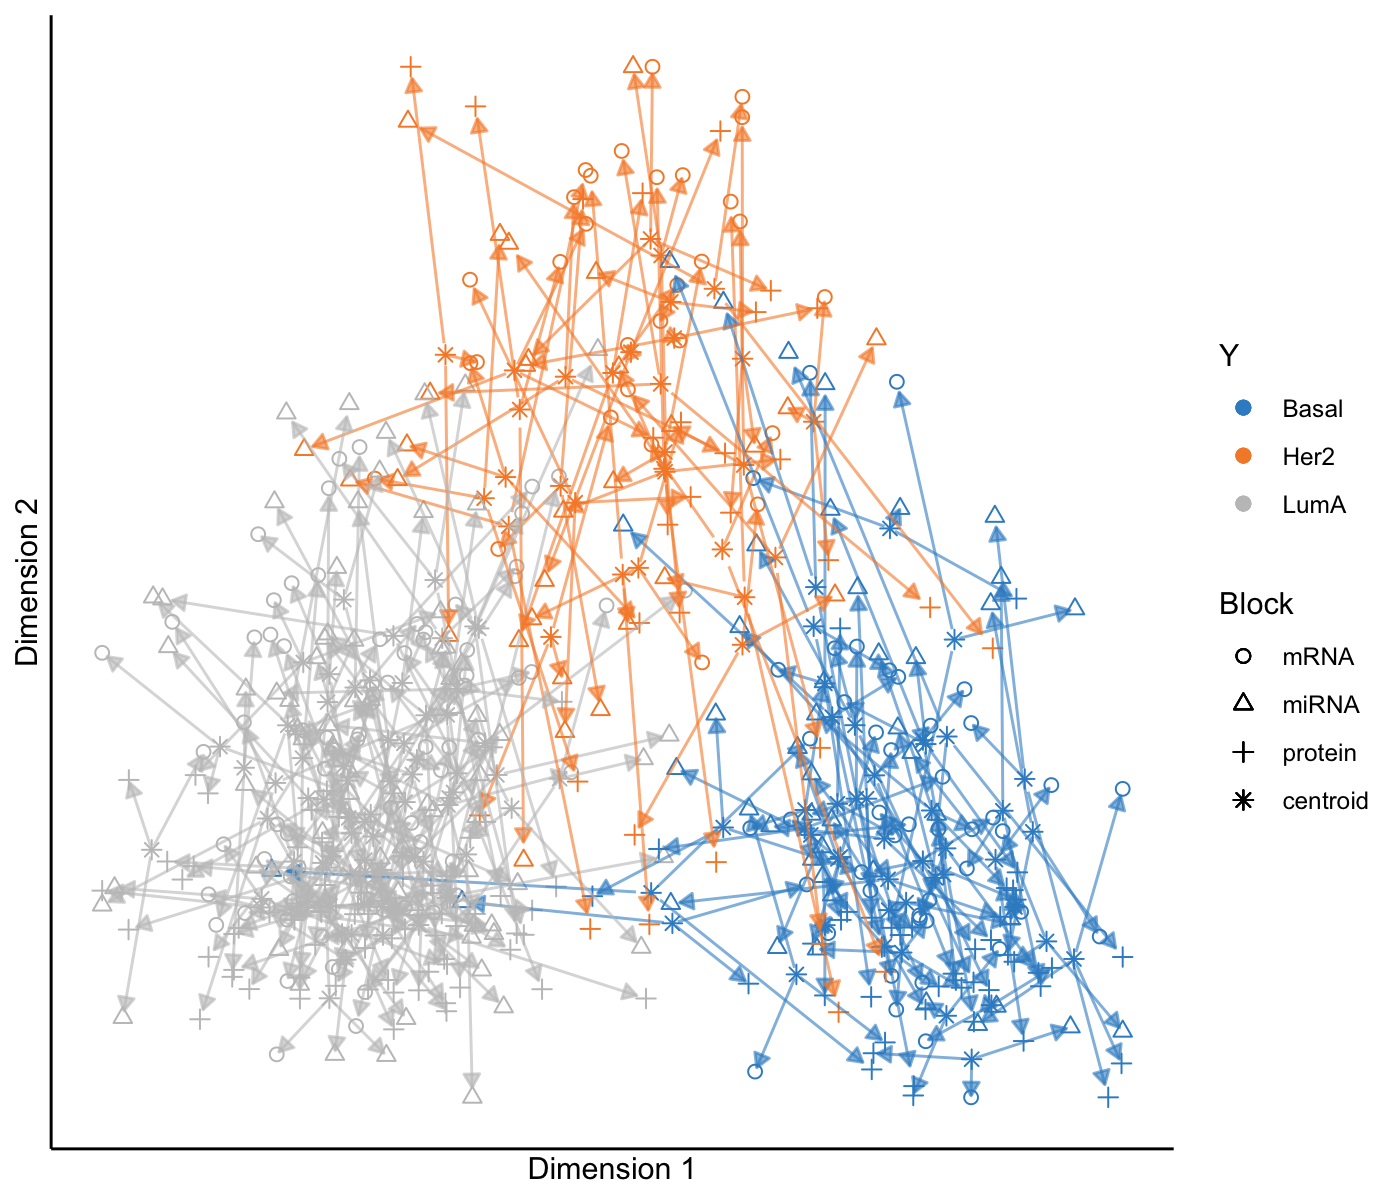 Dimension 2
Dimension 1
Y
Basal
Her2
LumA
Block
mRNA
miRNA
protein
centroid